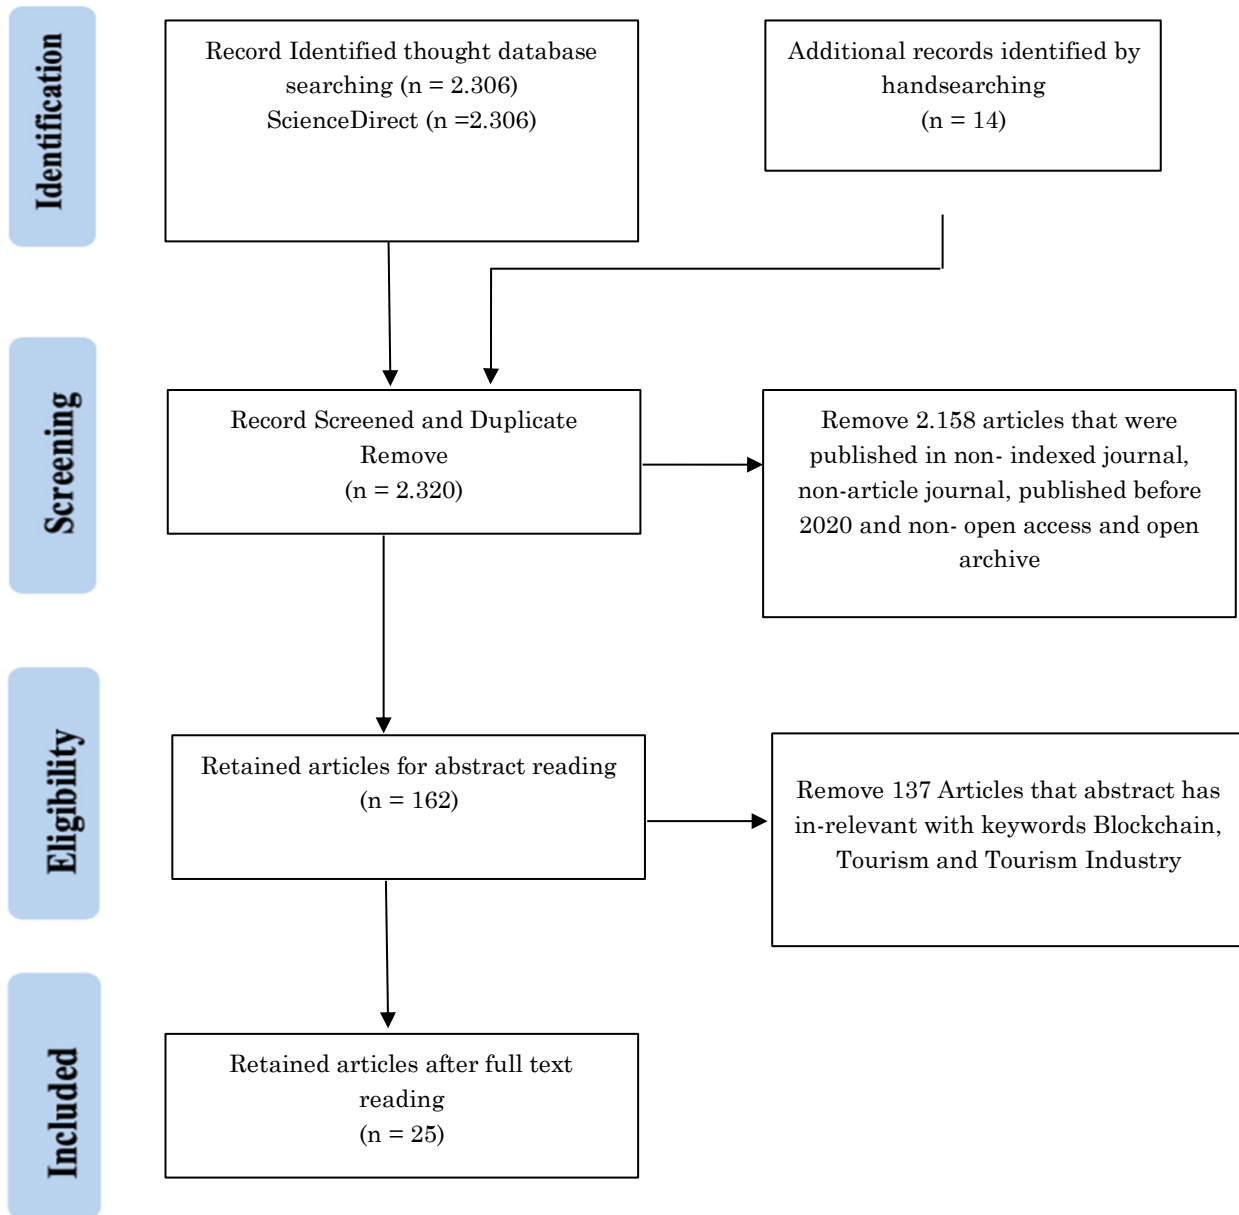 Identification
Record Identified thought database
searching (n = 2.306)
ScienceDirect (n =2.306)
Additional records identified by
handsearching
(n = 14)
Screening
Record Screened and Duplicate
Remove
(n = 2.320)
Remove 2.158 articles that were
published in non- indexed journal,
non-article journal, published before
2020 and non- open access and open
archive
Eligibility
Retained articles for abstract reading
(n = 162)
Remove 137 Articles that abstract has
in-relevant with keywords Blockchain,
Tourism and Tourism Industry
Included
Retained articles after full text
reading
(n = 25)